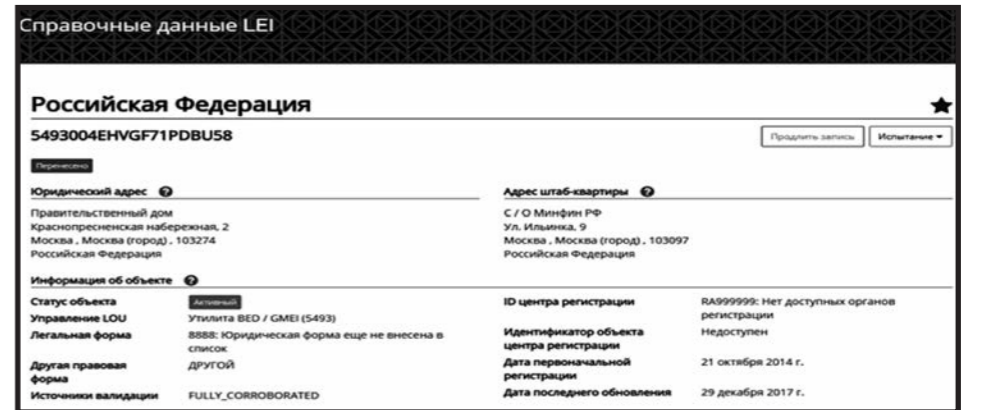 Справочные данные LEI
Российская Федерация
5493004EHVGF71PDBU58
Продлить запись
Испытание
Перенесено
Юридический адрес
Правительственный дом
Краснопресненская набережная, 2
Москва , Москва (город) , 103274
Российская Федерация
Адрес штаб-квартиры
С / О Минфин РФ
Ул. Ильинка, 9
Москва , Москва (город) , 103097
Российская Федерация
Информация об объекте
Статус объекта Активный
Управление LOU Утилита BED / GMEI (5493)
Легальная форма 8888: Юридическая форма еще не внесена в
список
Другая правовая ДРУГОЙ
форма
Источники валидации FULLY_CORROBORATED
ID центра регистрации RA999999: Нет доступных органов
регистрации
Идентификатор объекта Недоступен
центра регистрации
Дата первоначальной 21 октября 2014 г.
регистрации
Дата последнего обновления 29 декабря 2017 г.